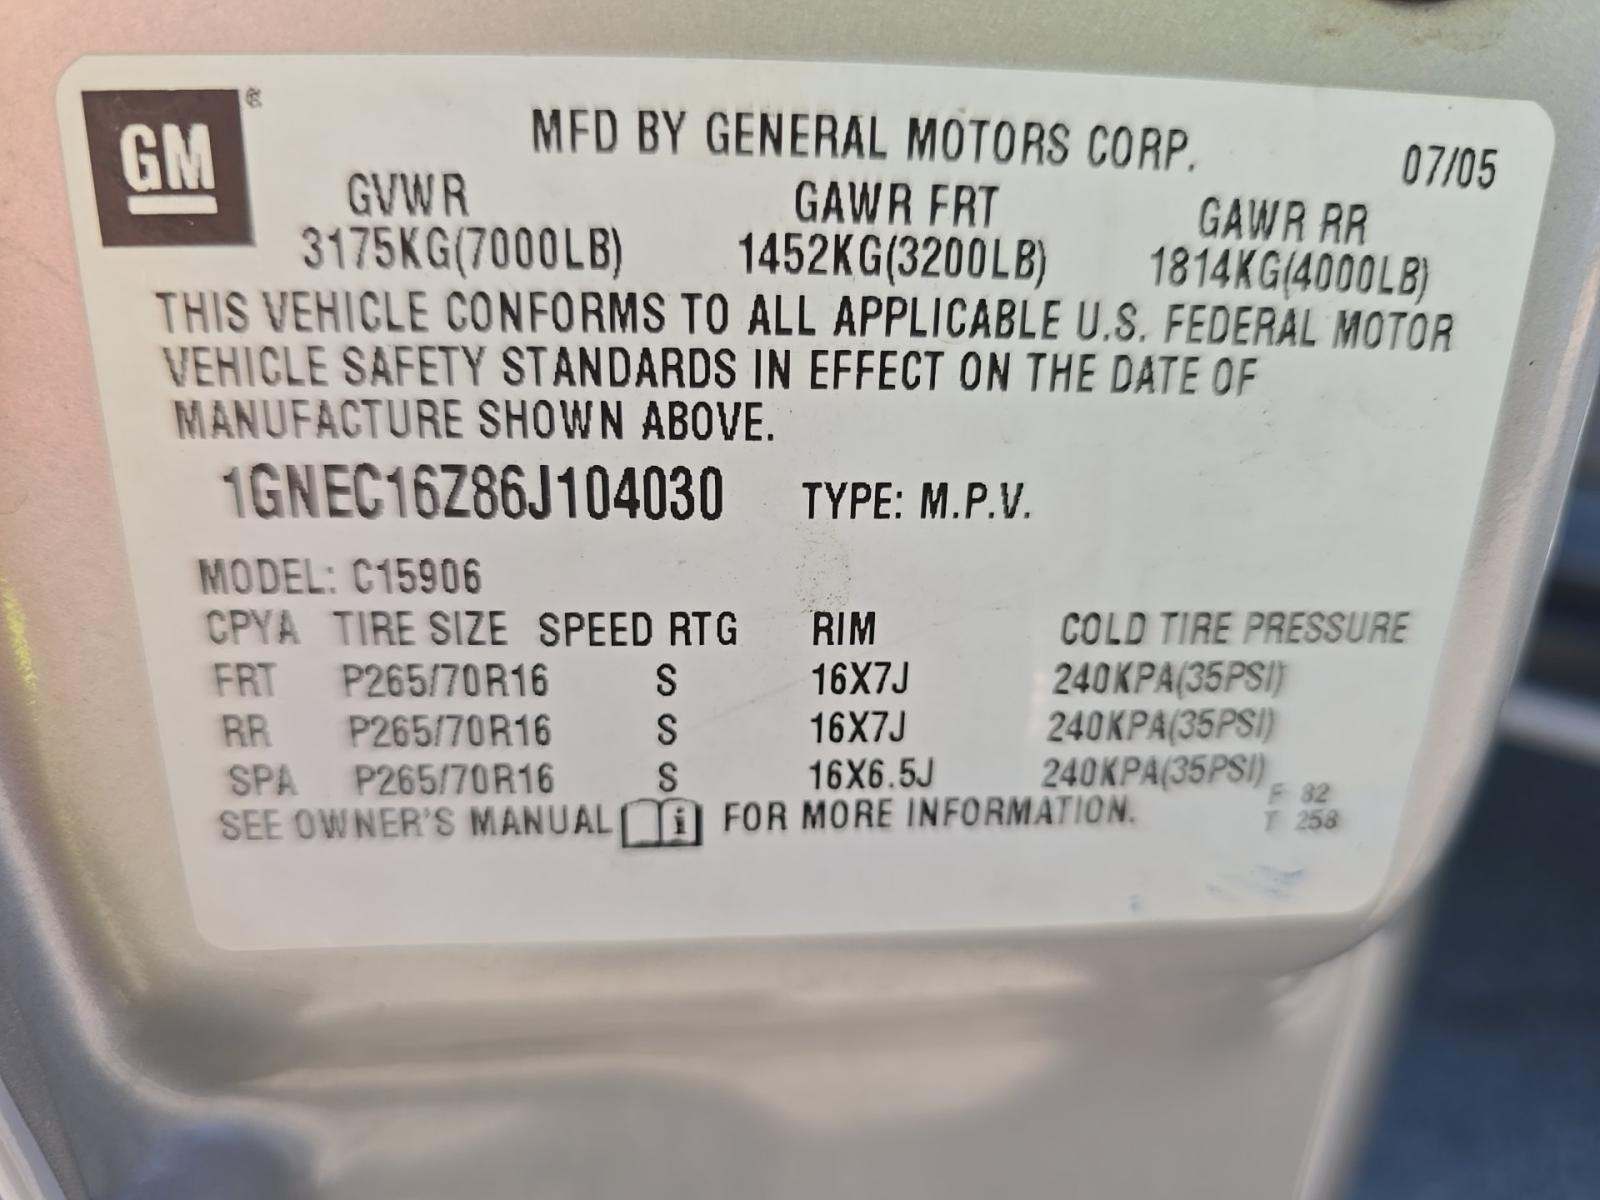 GM ®
MFD BY GENERAL MOTORS CORP. 07/05
GVWR GAWR FRT GAWR RR
3175KG(7000LB) 1452KG(3200LB) 1814KG(4000LB)
THIS VEHICLE CONFORMS TO ALL APPLICABLE U.S. FEDERAL MOTOR
VEHICLE SAFETY STANDARDS IN EFFECT ON THE DATE OF
MANUFACTURE SHOWN ABOVE.
1GNEC16Z86J104030 TYPE: M.P.V.
MODEL: C15906
CPYA TIRE SIZE SPEED RTG RIM COLD TIRE PRESSURE
FRT P265/70R16 S 16X7J 240KPA(35PSI)
RR P265/70R16 S 16X7J 240KPA(35PSI)
SPA P265/70R16 S 16X6.5J 240KPA(35PSI)
SEE OWNER'S MANUAL i FOR MORE INFORMATION.
F 82
T 258